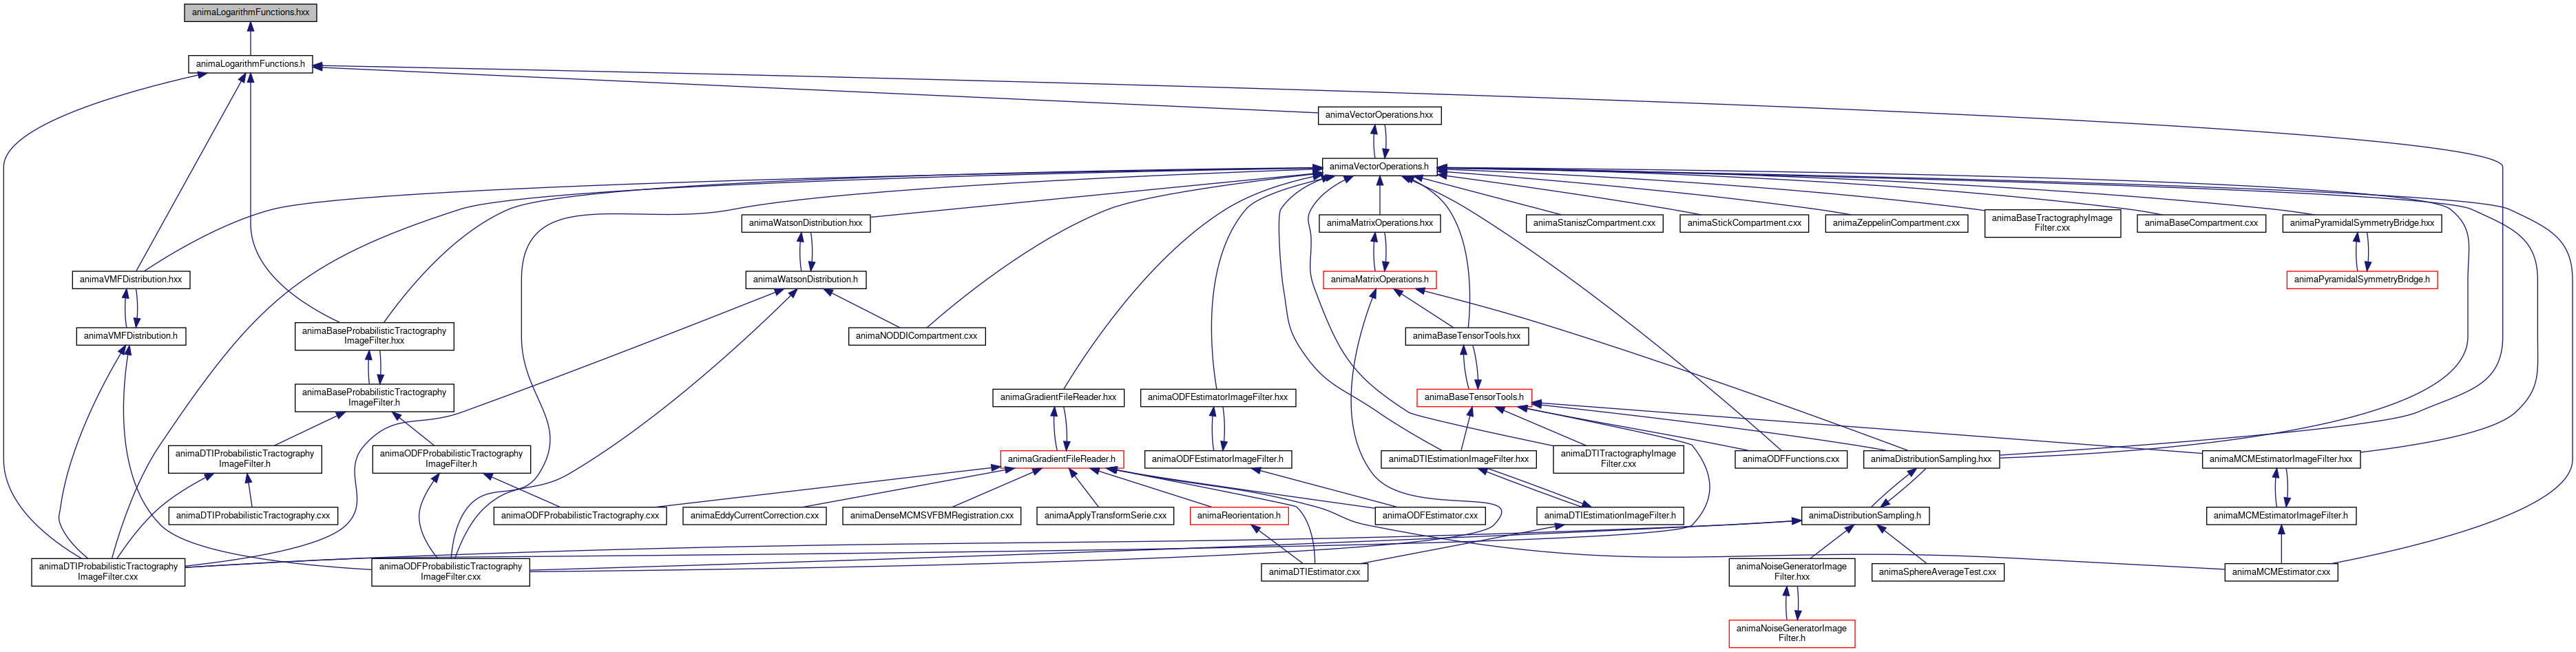 animaLogarithmFunctions.hxx
animaLogarithmFunctions.h
animaVectorOperations.hxx
animaVectorOperations.h
animaWatsonDistribution.hxx
animaMatrixOperations.hxx
animaStaniszCompartment.cxx
animaStickCompartment.cxx
animaZeppelinCompartment.cxx
animaBaseTractographyImage
Filter.cxx
animaBaseCompartment.cxx
animaPyramidalSymmetryBridge.hxx
animaVMFDistribution.hxx
animaWatsonDistribution.h
animaMatrixOperations.h
animaPyramidalSymmetryBridge.h
animaVMFDistribution.h
animaBaseProbabilisticTractography
ImageFilter.hxx
animaNODDICompartment.cxx
animaBaseTensorTools.hxx
animaBaseProbabilisticTractography
ImageFilter.h
animaGradientFileReader.hxx
animaODFEstimatorImageFilter.hxx
animaBaseTensorTools.h
animaDTIProbabilisticTractography
ImageFilter.h
animaODFProbabilisticTractography
ImageFilter.h
animaGradientFileReader.h
animaODFEstimatorImageFilter.h
animaDTIEstimationImageFilter.hxx
animaDTITractographyImage
Filter.cxx
animaODFFunctions.cxx
animaDistributionSampling.hxx
animaMCMEstimatorImageFilter.hxx
animaDTIProbabilisticTractography.cxx
animaODFProbabilisticTractography.cxx
animaEddyCurrentCorrection.cxx
animaDenseMCMSVFBMRegistration.cxx
animaApplyTransformSerie.cxx
animaReorientation.h
animaODFEstimator.cxx
animaDTIEstimationImageFilter.h
animaDistributionSampling.h
animaMCMEstimatorImageFilter.h
animaDTIProbabilisticTractography
ImageFilter.cxx
animaODFProbabilisticTractography
ImageFilter.cxx
animaDTIEstimator.cxx
animaNoiseGeneratorImage
Filter.hxx
animaSphereAverageTest.cxx
animaMCMEstimator.cxx
animaNoiseGeneratorImage
Filter.h